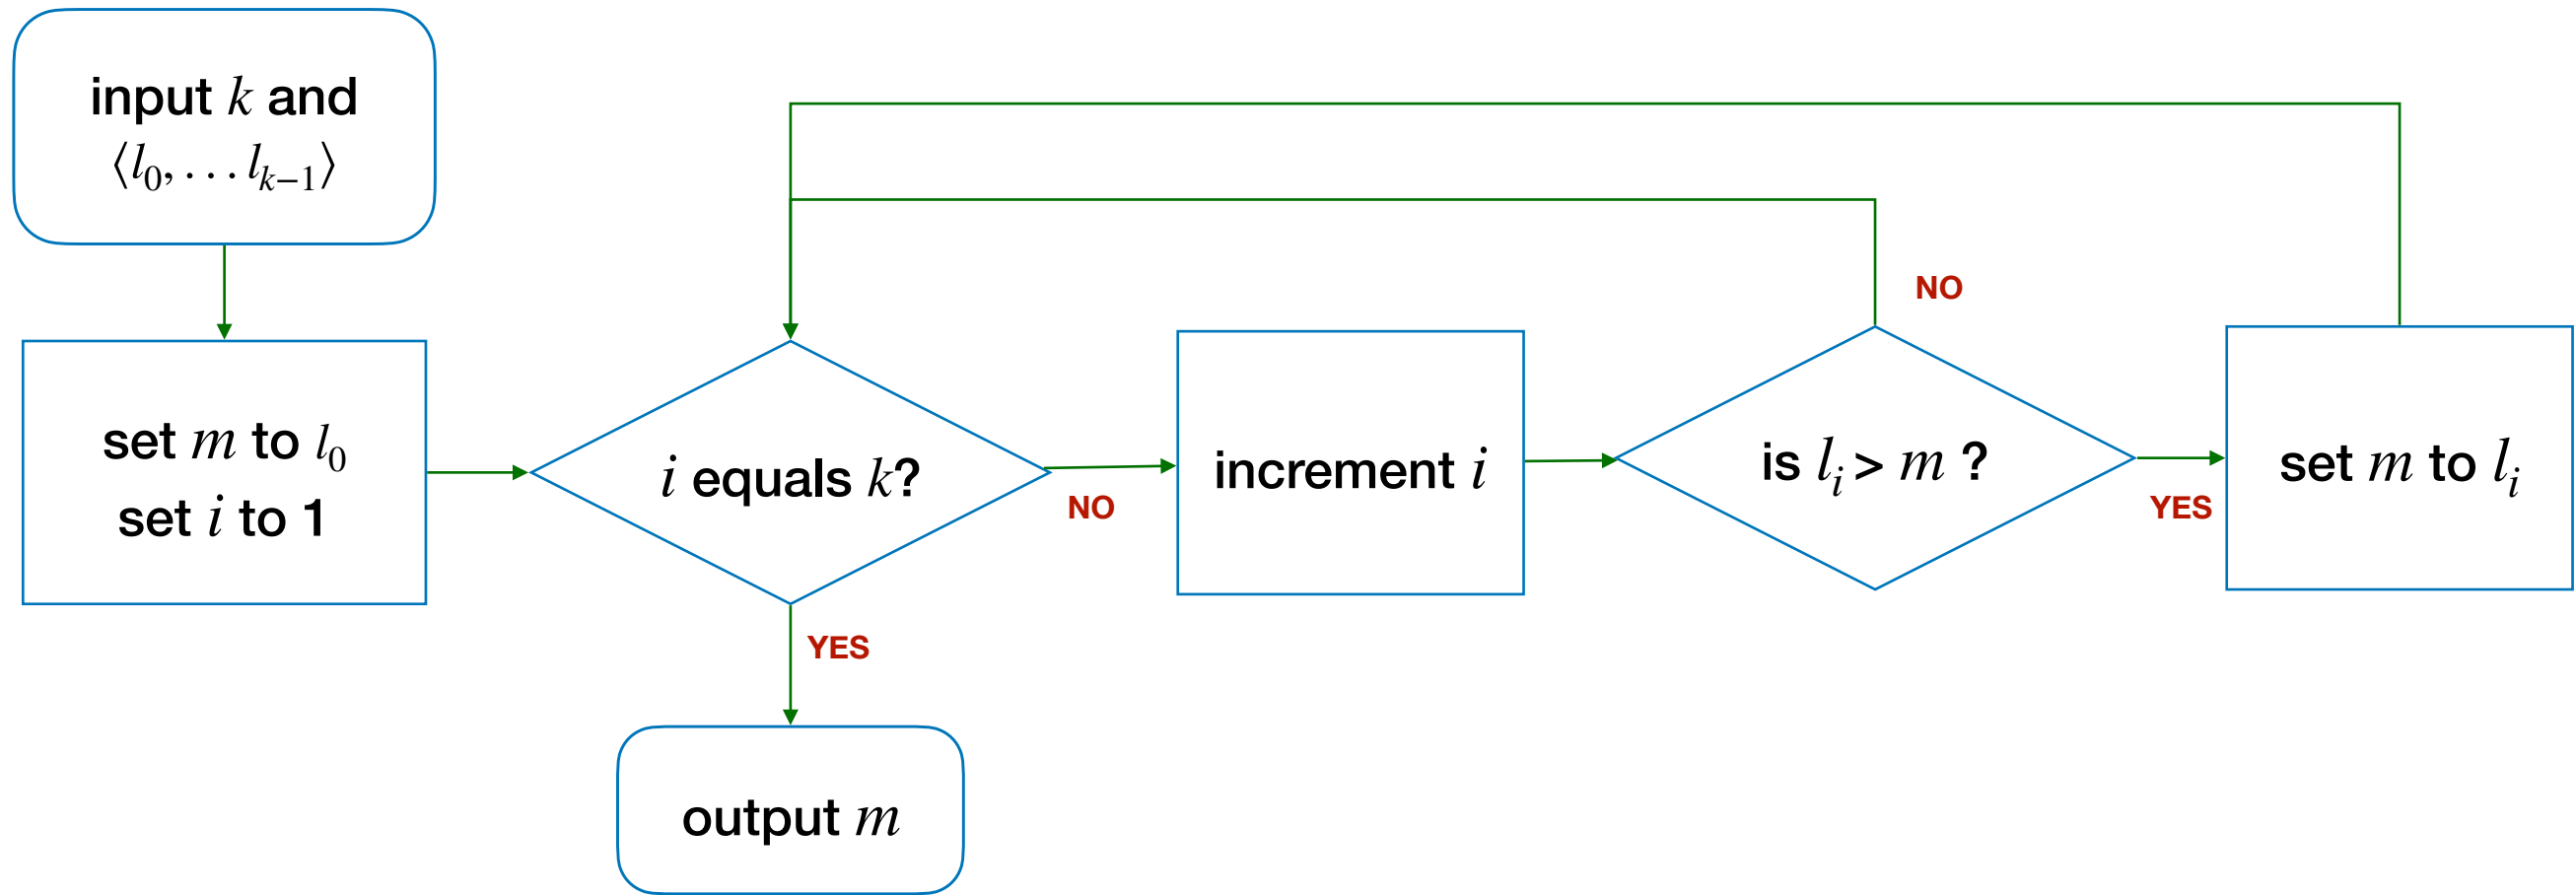 input k and
⟨l₀, … lₖ₋₁⟩
set m to l₀
set i to 1
i equals k?
NO
YES
output m
increment i
is lᵢ > m ?
NO
YES
set m to lᵢ